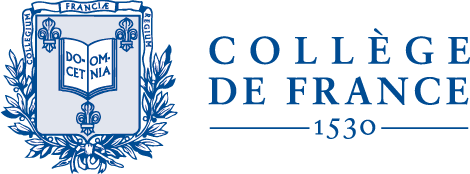 COLLEGIUM FRANCIÆ REGIUM
DO- OM-
CET NIA
COLLÈGE
DE FRANCE
1530